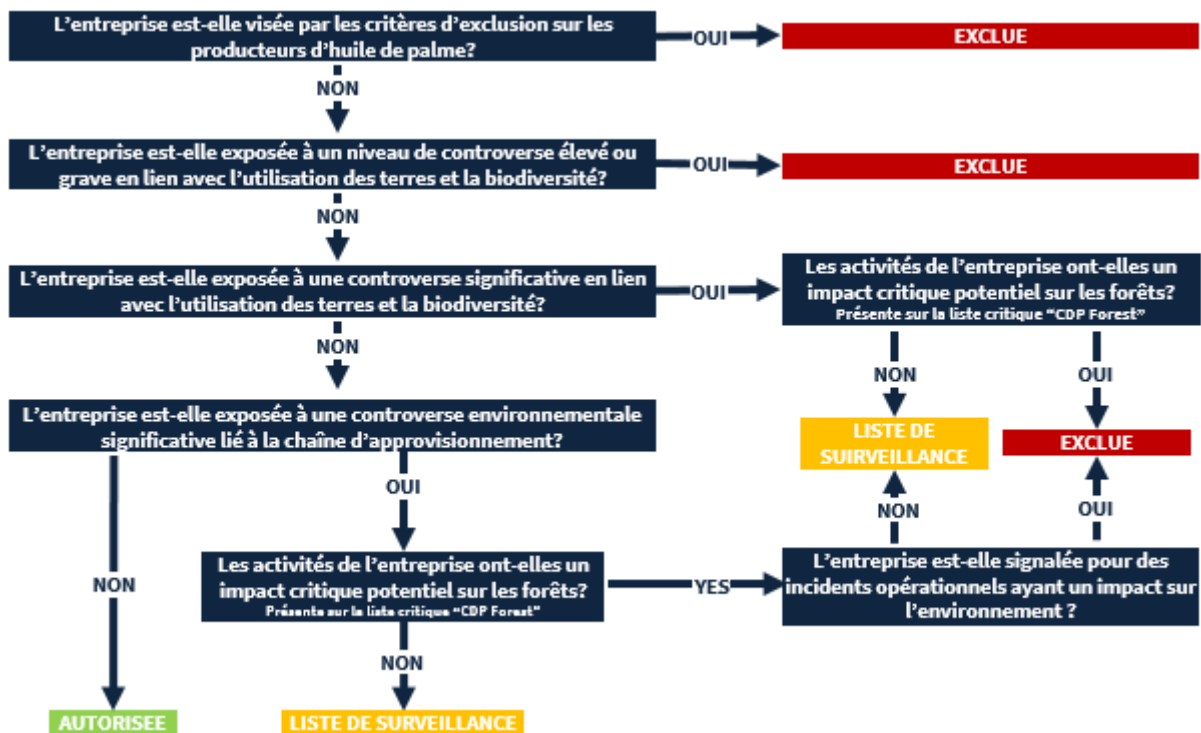 L'entreprise est-elle visée par les critères d'exclusion sur les
producteurs d'huile de palme?
OUI
EXCLUE
NON
L'entreprise est-elle exposée à un niveau de controverse élevé ou
grave en lien avec l'utilisation des terres et la biodiversité?
OUI
EXCLUE
NON
L'entreprise est-elle exposée à une controverse significative en lien
avec l'utilisation des terres et la biodiversité?
OUI
Les activités de l'entreprise ont-elles un
impact critique potentiel sur les forêts?
Présente sur la liste critique "CDP Forest"
NON
NON
OUI
L'entreprise est-elle exposée à une controverse environnementale
significative lié à la chaîne d'approvisionnement?
LISTE DE
SUIRVEILLANCE
EXCLUE
OUI
NON
OUI
NON
Les activités de l'entreprise ont-elles un
impact critique potentiel sur les forêts?
Présente sur la liste critique "CDP Forest"
YES
L'entreprise est-elle signalée pour des
incidents opérationnels ayant un impact sur
l'environnement ?
NON
AUTORISEE
LISTE DE SURVEILLANCE